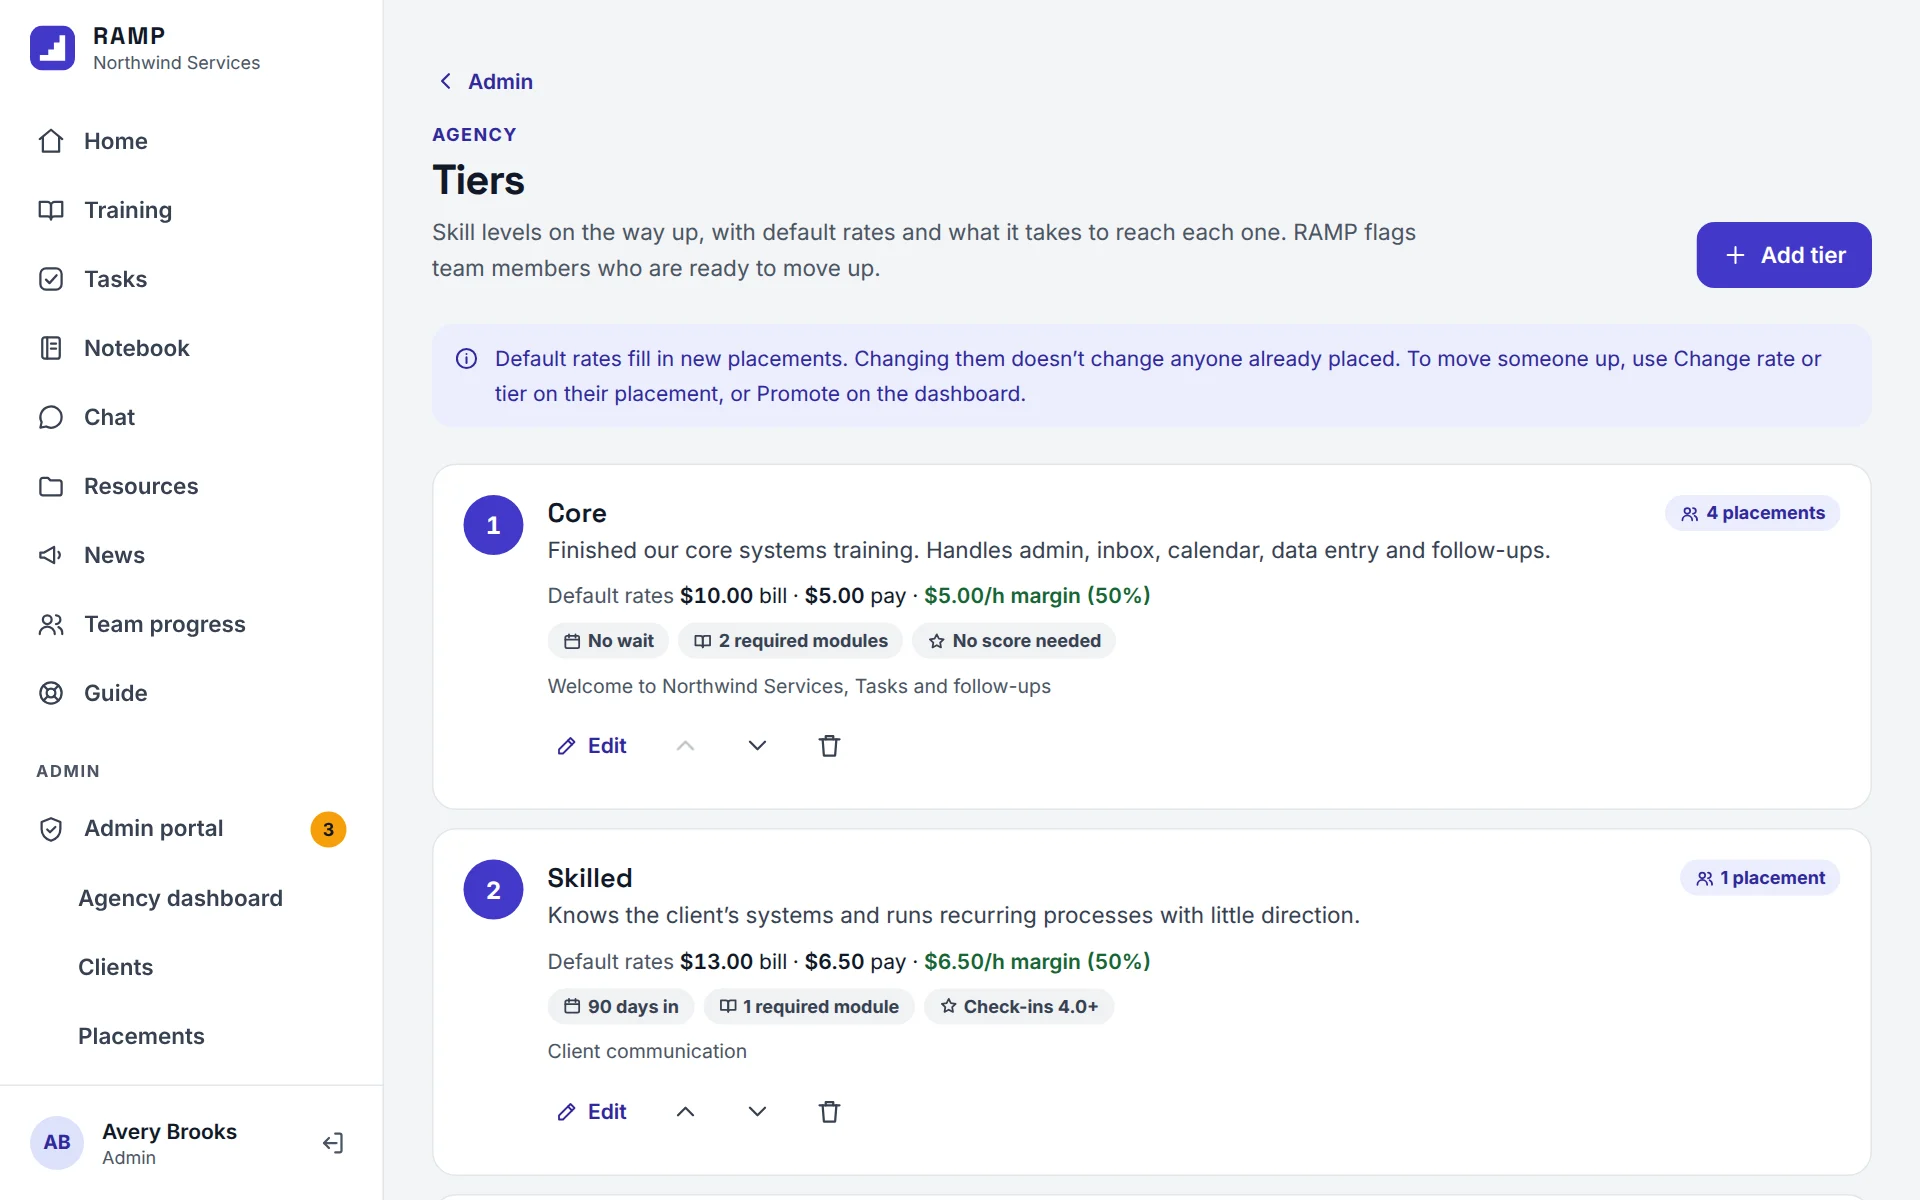 RAMP
Northwind Services
Home
Training
Tasks
Notebook
Chat
Resources
News
Team progress
Guide
ADMIN
Admin portal
3
Agency dashboard
Clients
Placements
AB
Avery Brooks
Admin
Admin
AGENCY
Tiers
Skill levels on the way up, with default rates and what it takes to reach each one. RAMP flags
team members who are ready to move up.
Add tier
Default rates fill in new placements. Changing them doesn’t change anyone already placed. To move someone up, use Change rate or
tier on their placement, or Promote on the dashboard.
1
Core
4 placements
Finished our core systems training. Handles admin, inbox, calendar, data entry and follow-ups.
Default rates $10.00 bill · $5.00 pay · $5.00/h margin (50%)
No wait
2 required modules
No score needed
Welcome to Northwind Services, Tasks and follow-ups
Edit
2
Skilled
1 placement
Knows the client’s systems and runs recurring processes with little direction.
Default rates $13.00 bill · $6.50 pay · $6.50/h margin (50%)
90 days in
1 required module
Check-ins 4.0+
Client communication
Edit